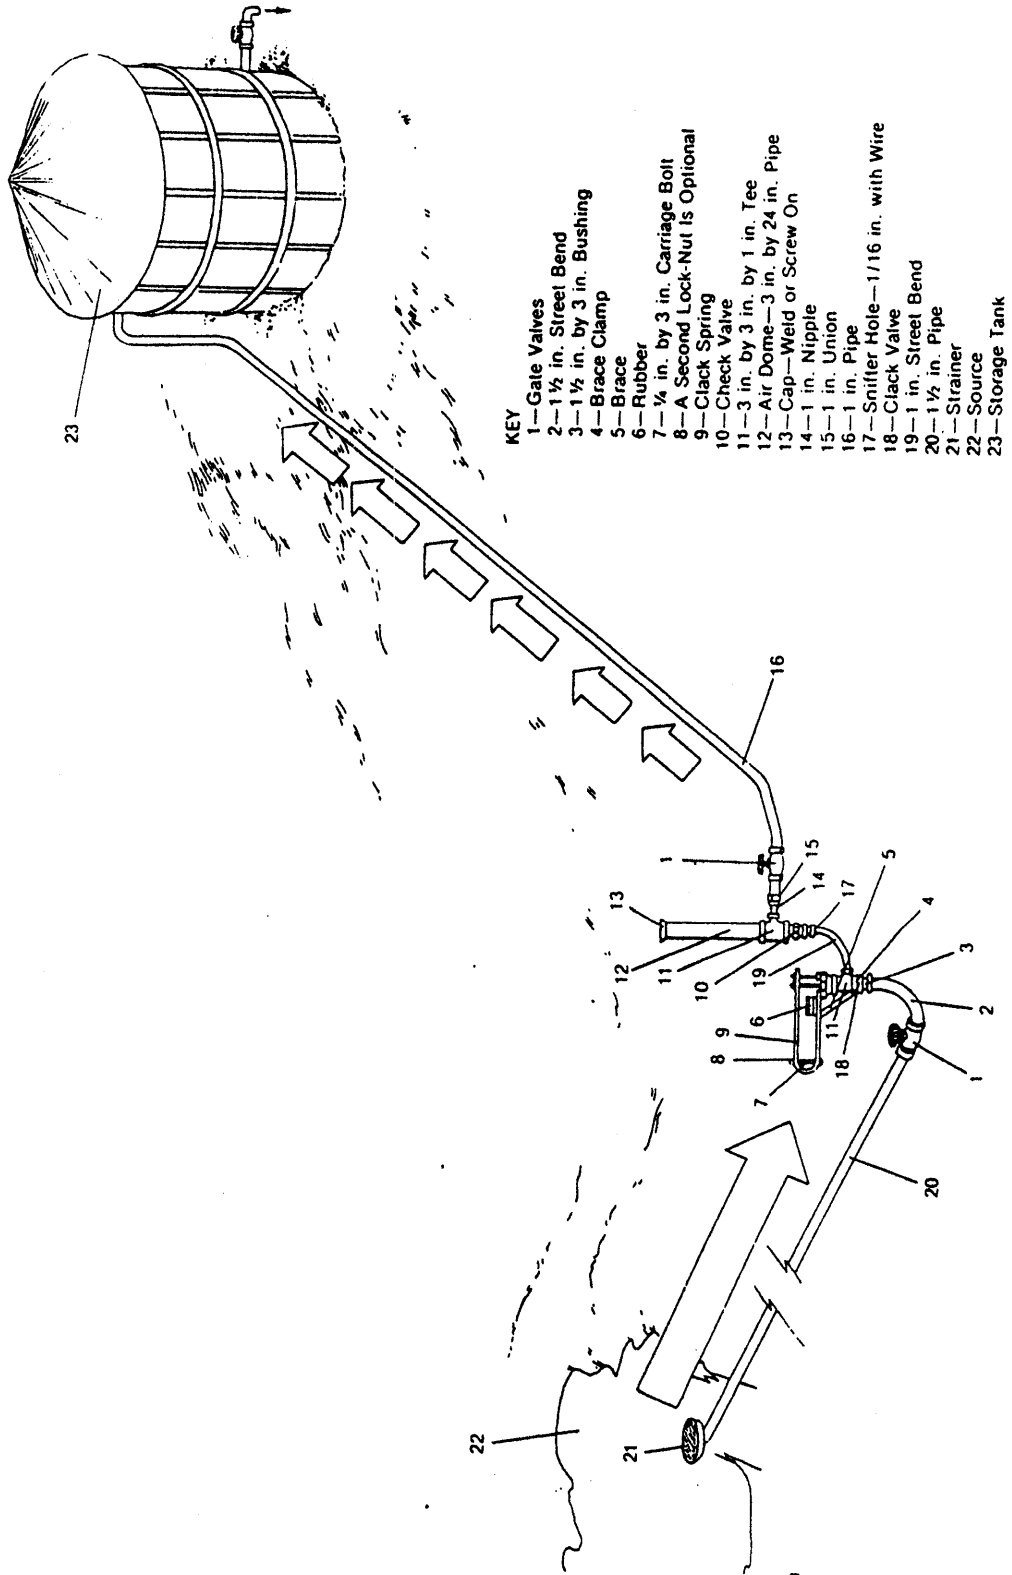 KEY
1—Gate Valves
2—1 ½ in. Street Bend
3—1 ½ in. by 3 in. Bushing
4—Brace Clamp
5—Brace
6—Rubber
7—¼ in. by 3 in. Carriage Bolt
8—A Second Lock-Nut Is Optional
9—Clack Spring
10—Check Valve
11—3 in. by 3 in. by 1 in. Tee
12—Air Dome—3 in. by 24 in. Pipe
13—Cap—Weld or Screw On
14—1 in. Nipple
15—1 in. Union
16—1 in. Pipe
17—Snifter Hole—1/16 in. with Wire
18—Clack Valve
19—1 in. Street Bend
20—1 ½ in. Pipe
21—Strainer
22—Source
23—Storage Tank
22
21
20
7
8
9
6
11
18
1
2
3
4
5
19
10
11
12
13
17
14
15
1
16
23